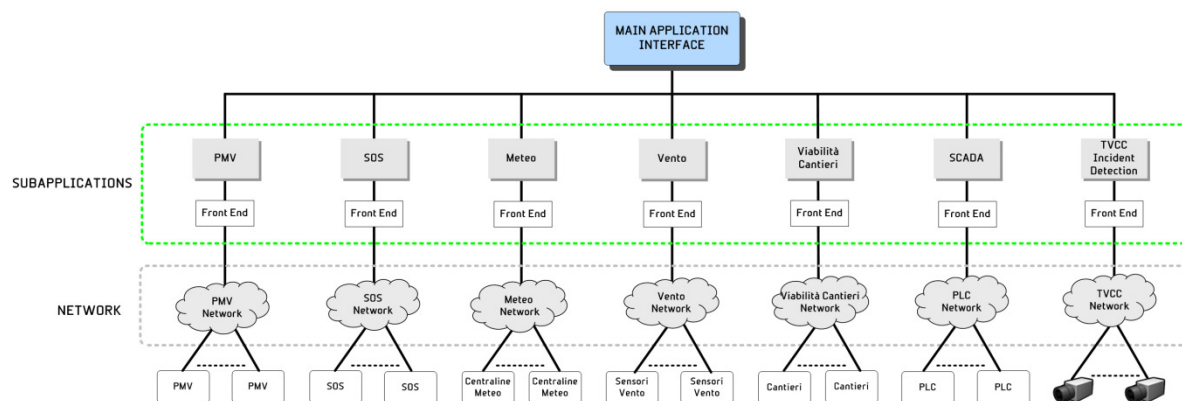 MAIN APPLICATION
INTERFACE
SUBAPPLICATIONS
PMV
SOS
Meteo
Vento
Viabilità
Cantieri
SCADA
TVCC
Incident
Detection
Front End
Front End
Front End
Front End
Front End
Front End
Front End
NETWORK
PMV
Network
SOS
Network
Meteo
Network
Vento
Network
Viabilità Cantieri
Network
PLC
Network
TVCC
Network
PMV
PMV
SOS
SOS
Centraline
Meteo
Centraline
Meteo
Sensori
Vento
Sensori
Vento
Cantieri
Cantieri
PLC
PLC